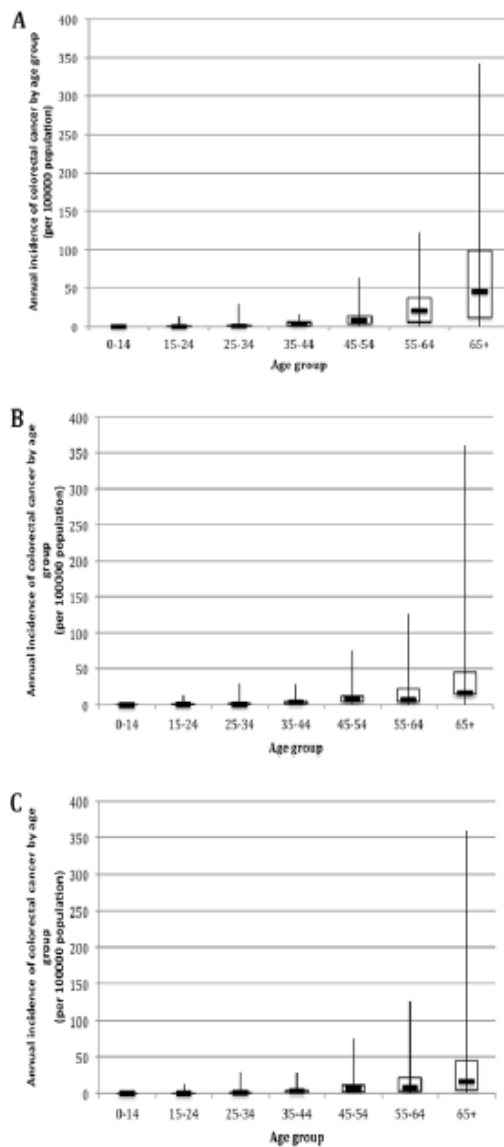 A
Annual incidence of colorectal cancer by age group
(per 100000 population)
400
350
300
250
200
150
100
50
0
0-14 15-24 25-34 35-44 45-54 55-64 65+
Age group
B
Annual incidence of colorectal cancer by age
group
(per 100000 population)
400
350
300
250
200
150
100
50
0
0-14 15-24 25-34 35-44 45-54 55-64 65+
Age group
C
Annual incidence of colorectal cancer by age
group
(per 100000 population)
400
350
300
250
200
150
100
50
0
0-14 15-24 25-34 35-44 45-54 55-64 65+
Age group